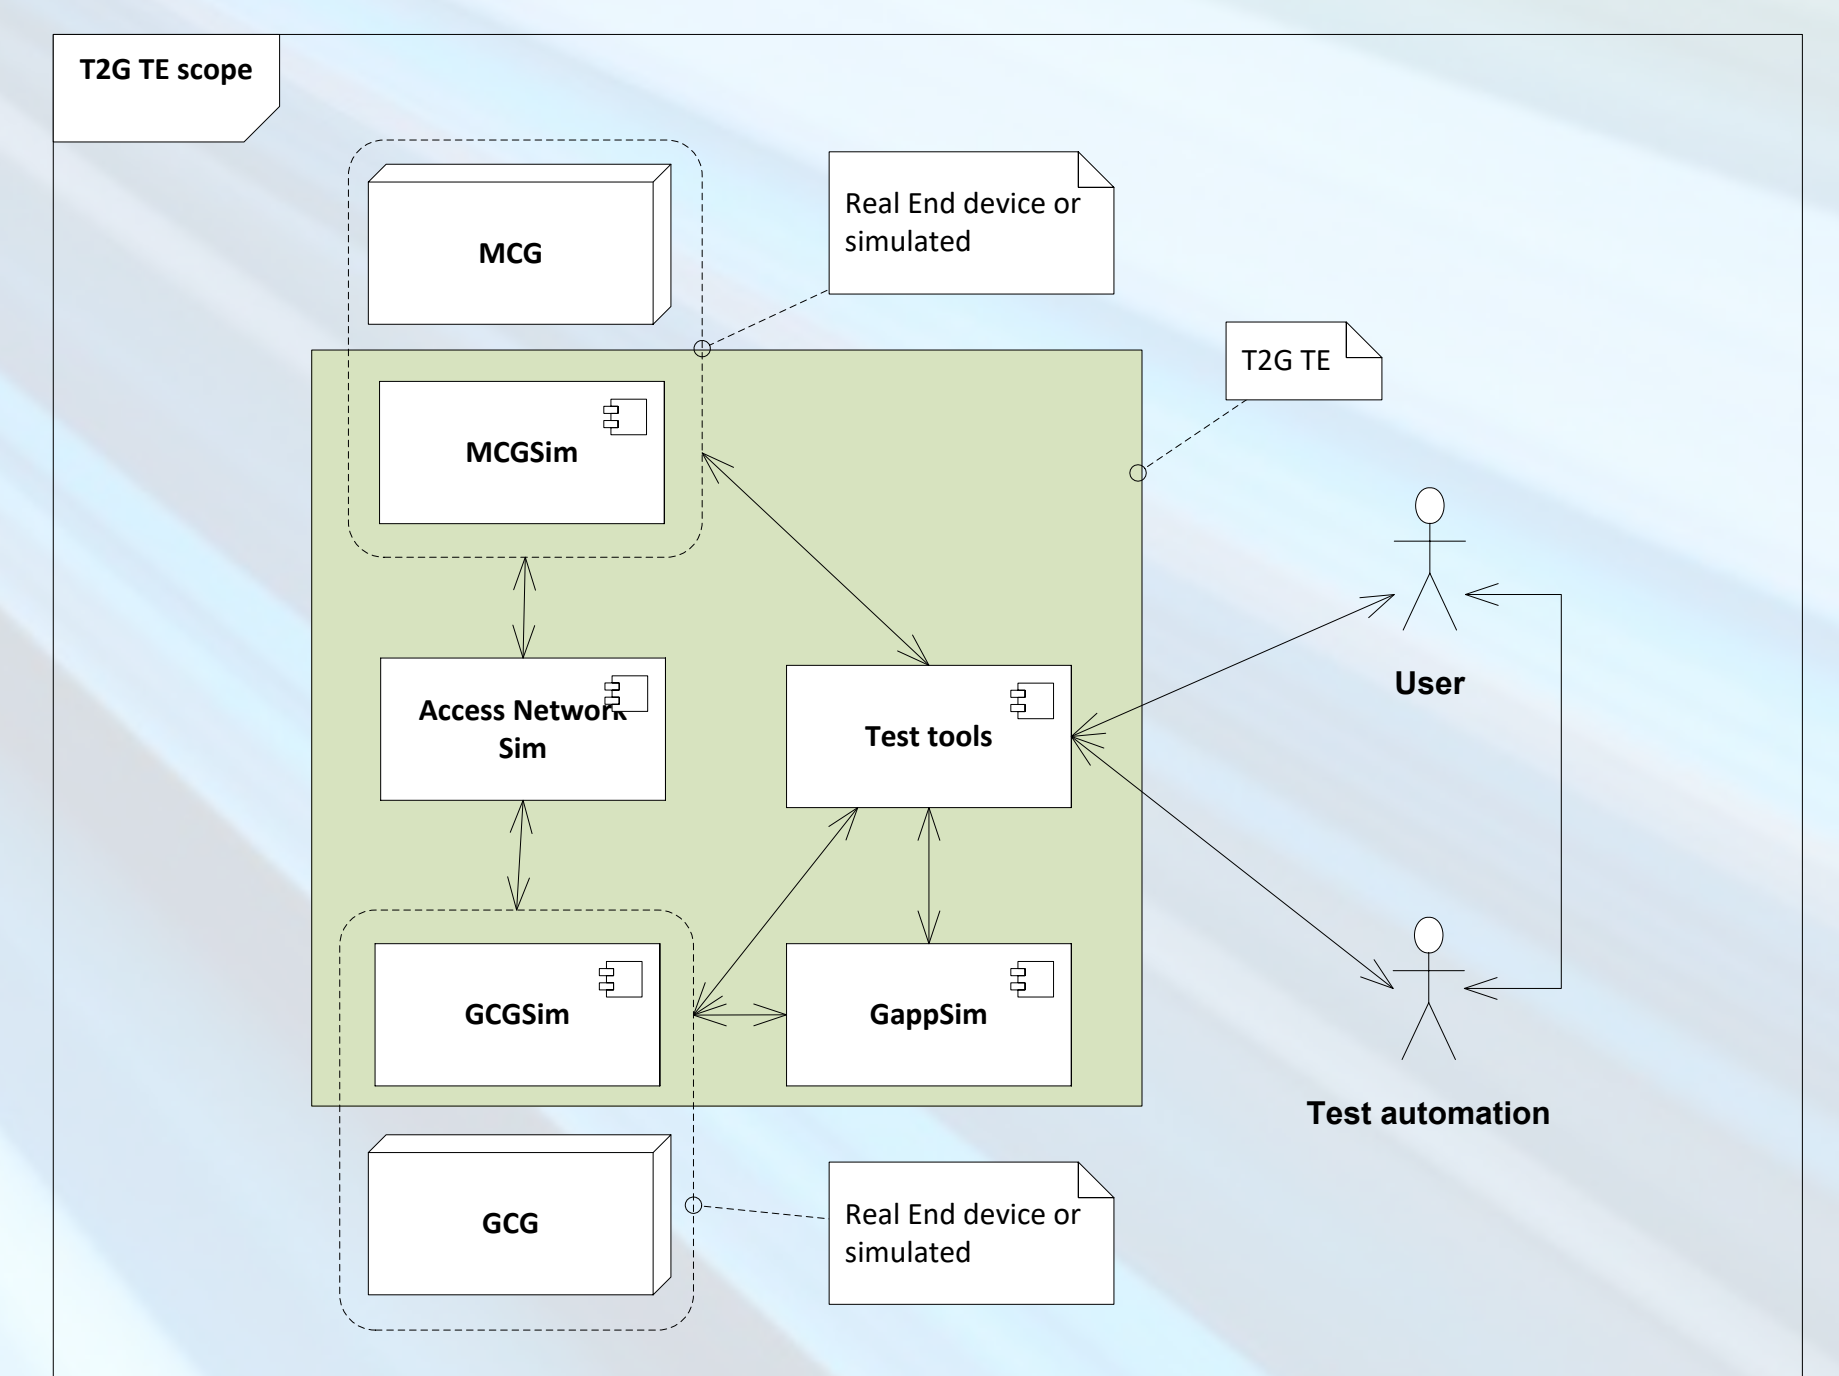 T2G TE scope
MCG
Real End device or
simulated
T2G TE
MCGSim
Access Network
Sim
Test tools
User
GCGSim
GappSim
Test automation
GCG
Real End device or
simulated